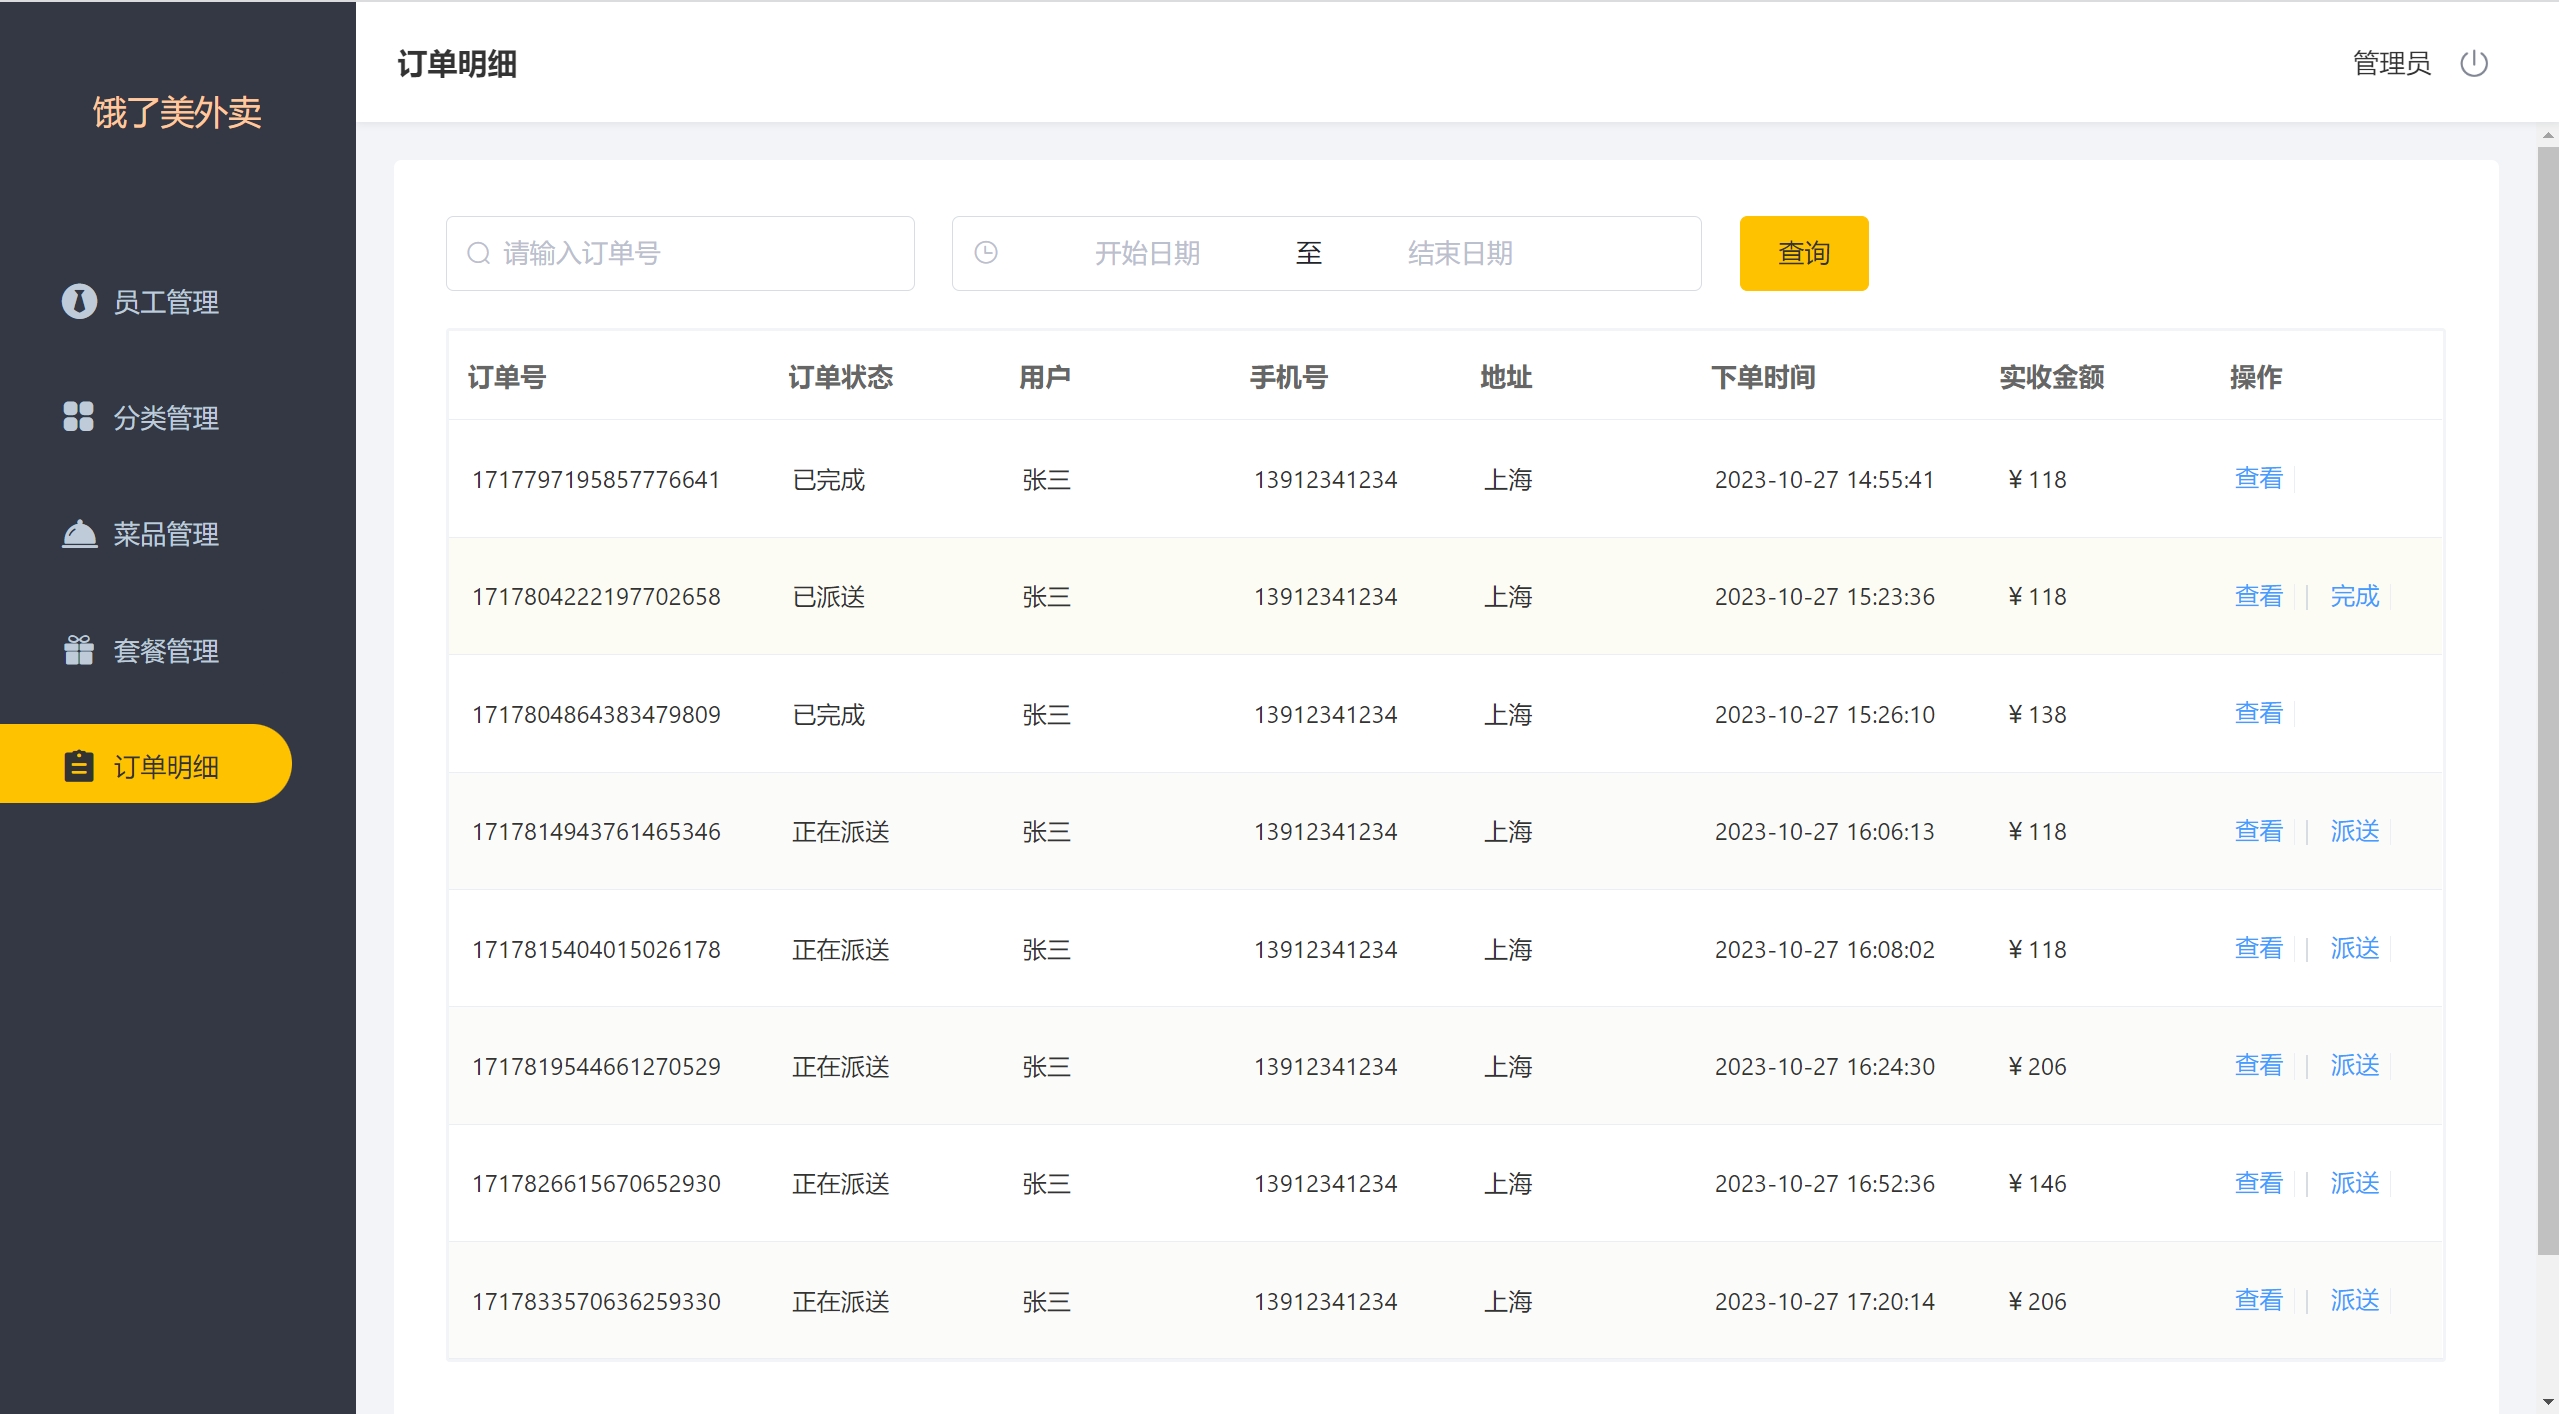 饿了美外卖
员工管理
分类管理
菜品管理
套餐管理
订单明细
订单明细 管理员
请输入订单号 开始日期 至 结束日期 查询
订单号 订单状态 用户 手机号 地址 下单时间 实收金额 操作
1717797195857776641 已完成 张三 13912341234 上海 2023-10-27 14:55:41 ¥ 118 查看
1717804222197702658 已派送 张三 13912341234 上海 2023-10-27 15:23:36 ¥ 118 查看 完成
1717804864383479809 已完成 张三 13912341234 上海 2023-10-27 15:26:10 ¥ 138 查看
1717814943761465346 正在派送 张三 13912341234 上海 2023-10-27 16:06:13 ¥ 118 查看 派送
1717815404015026178 正在派送 张三 13912341234 上海 2023-10-27 16:08:02 ¥ 118 查看 派送
1717819544661270529 正在派送 张三 13912341234 上海 2023-10-27 16:24:30 ¥ 206 查看 派送
1717826615670652930 正在派送 张三 13912341234 上海 2023-10-27 16:52:36 ¥ 146 查看 派送
1717833570636259330 正在派送 张三 13912341234 上海 2023-10-27 17:20:14 ¥ 206 查看 派送